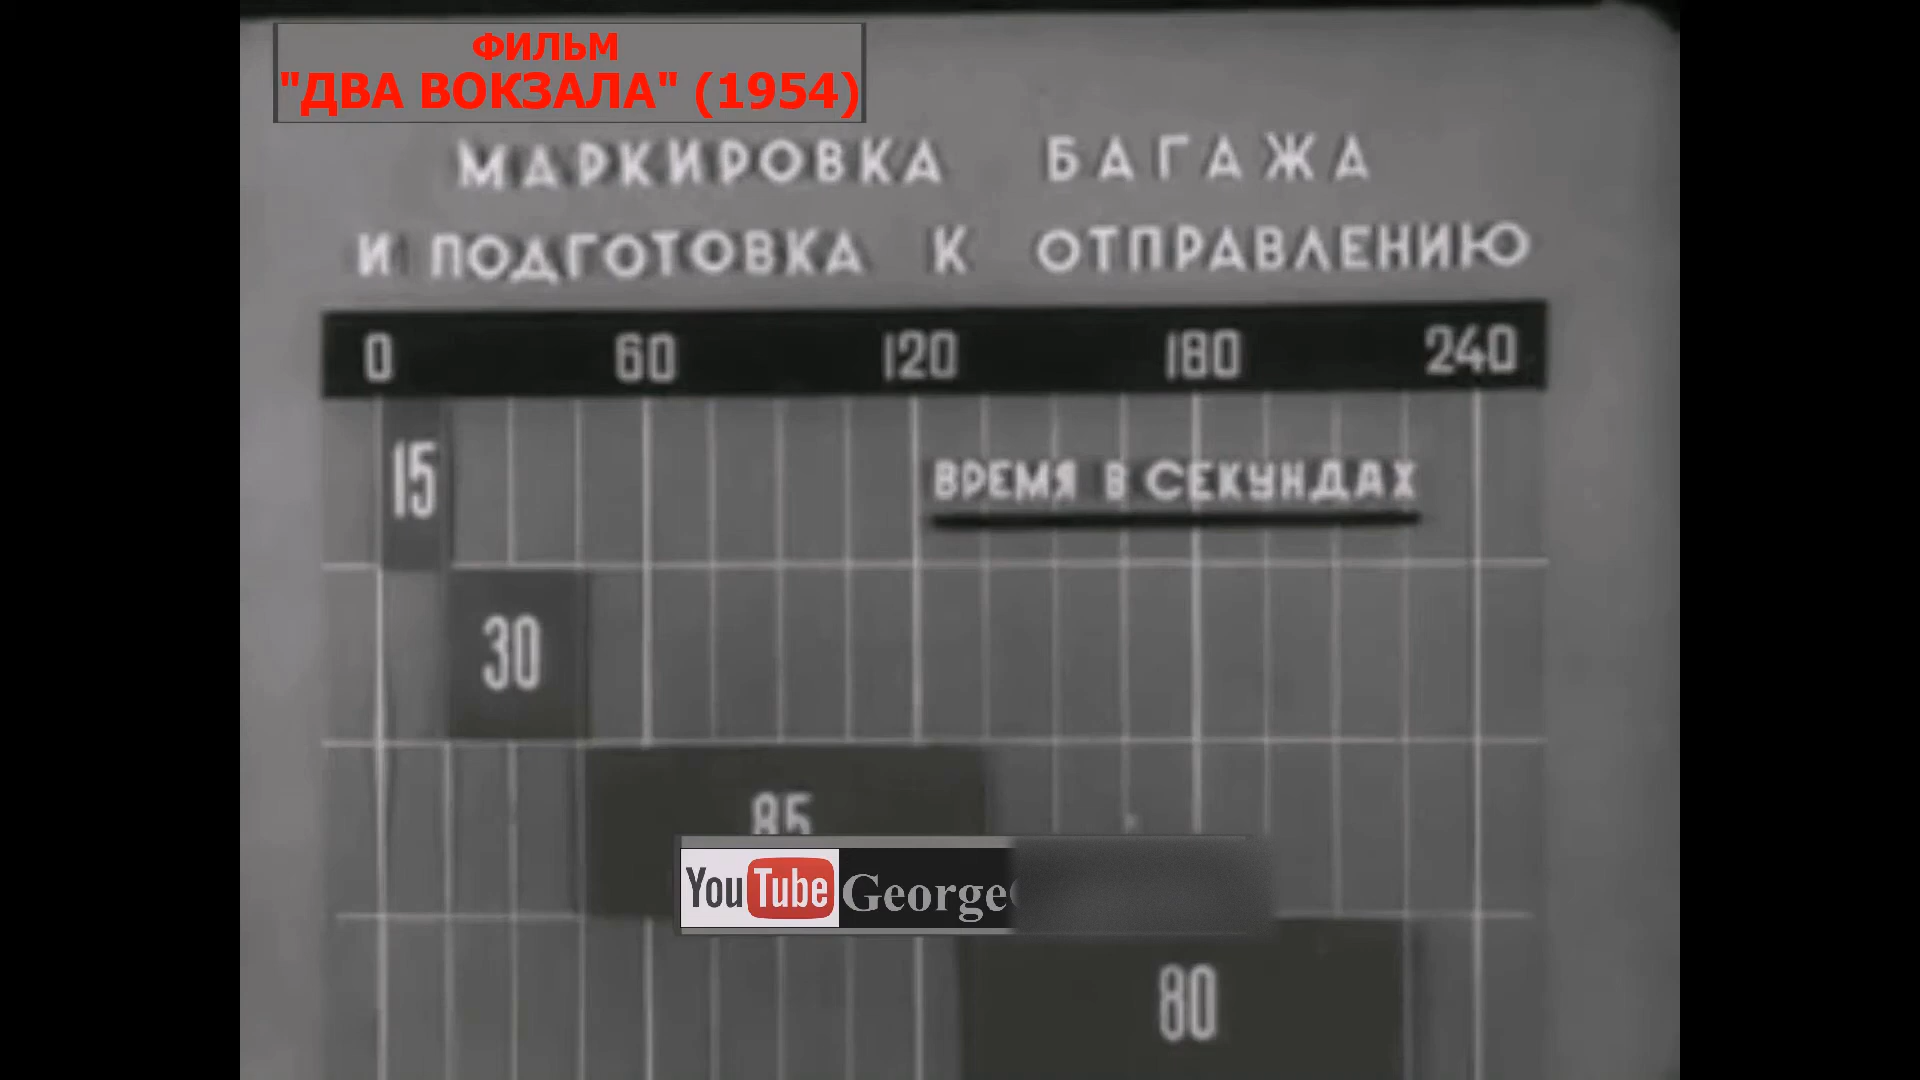 ФИЛЬМ
"ДВА ВОКЗАЛА" (1954)
МАРКИРОВКА БАГАЖА
И ПОДГОТОВКА К ОТПРАВЛЕНИЮ
0 60 120 180 240
15
ВРЕМЯ В СЕКУНДАХ
30
85
YouTube George
80